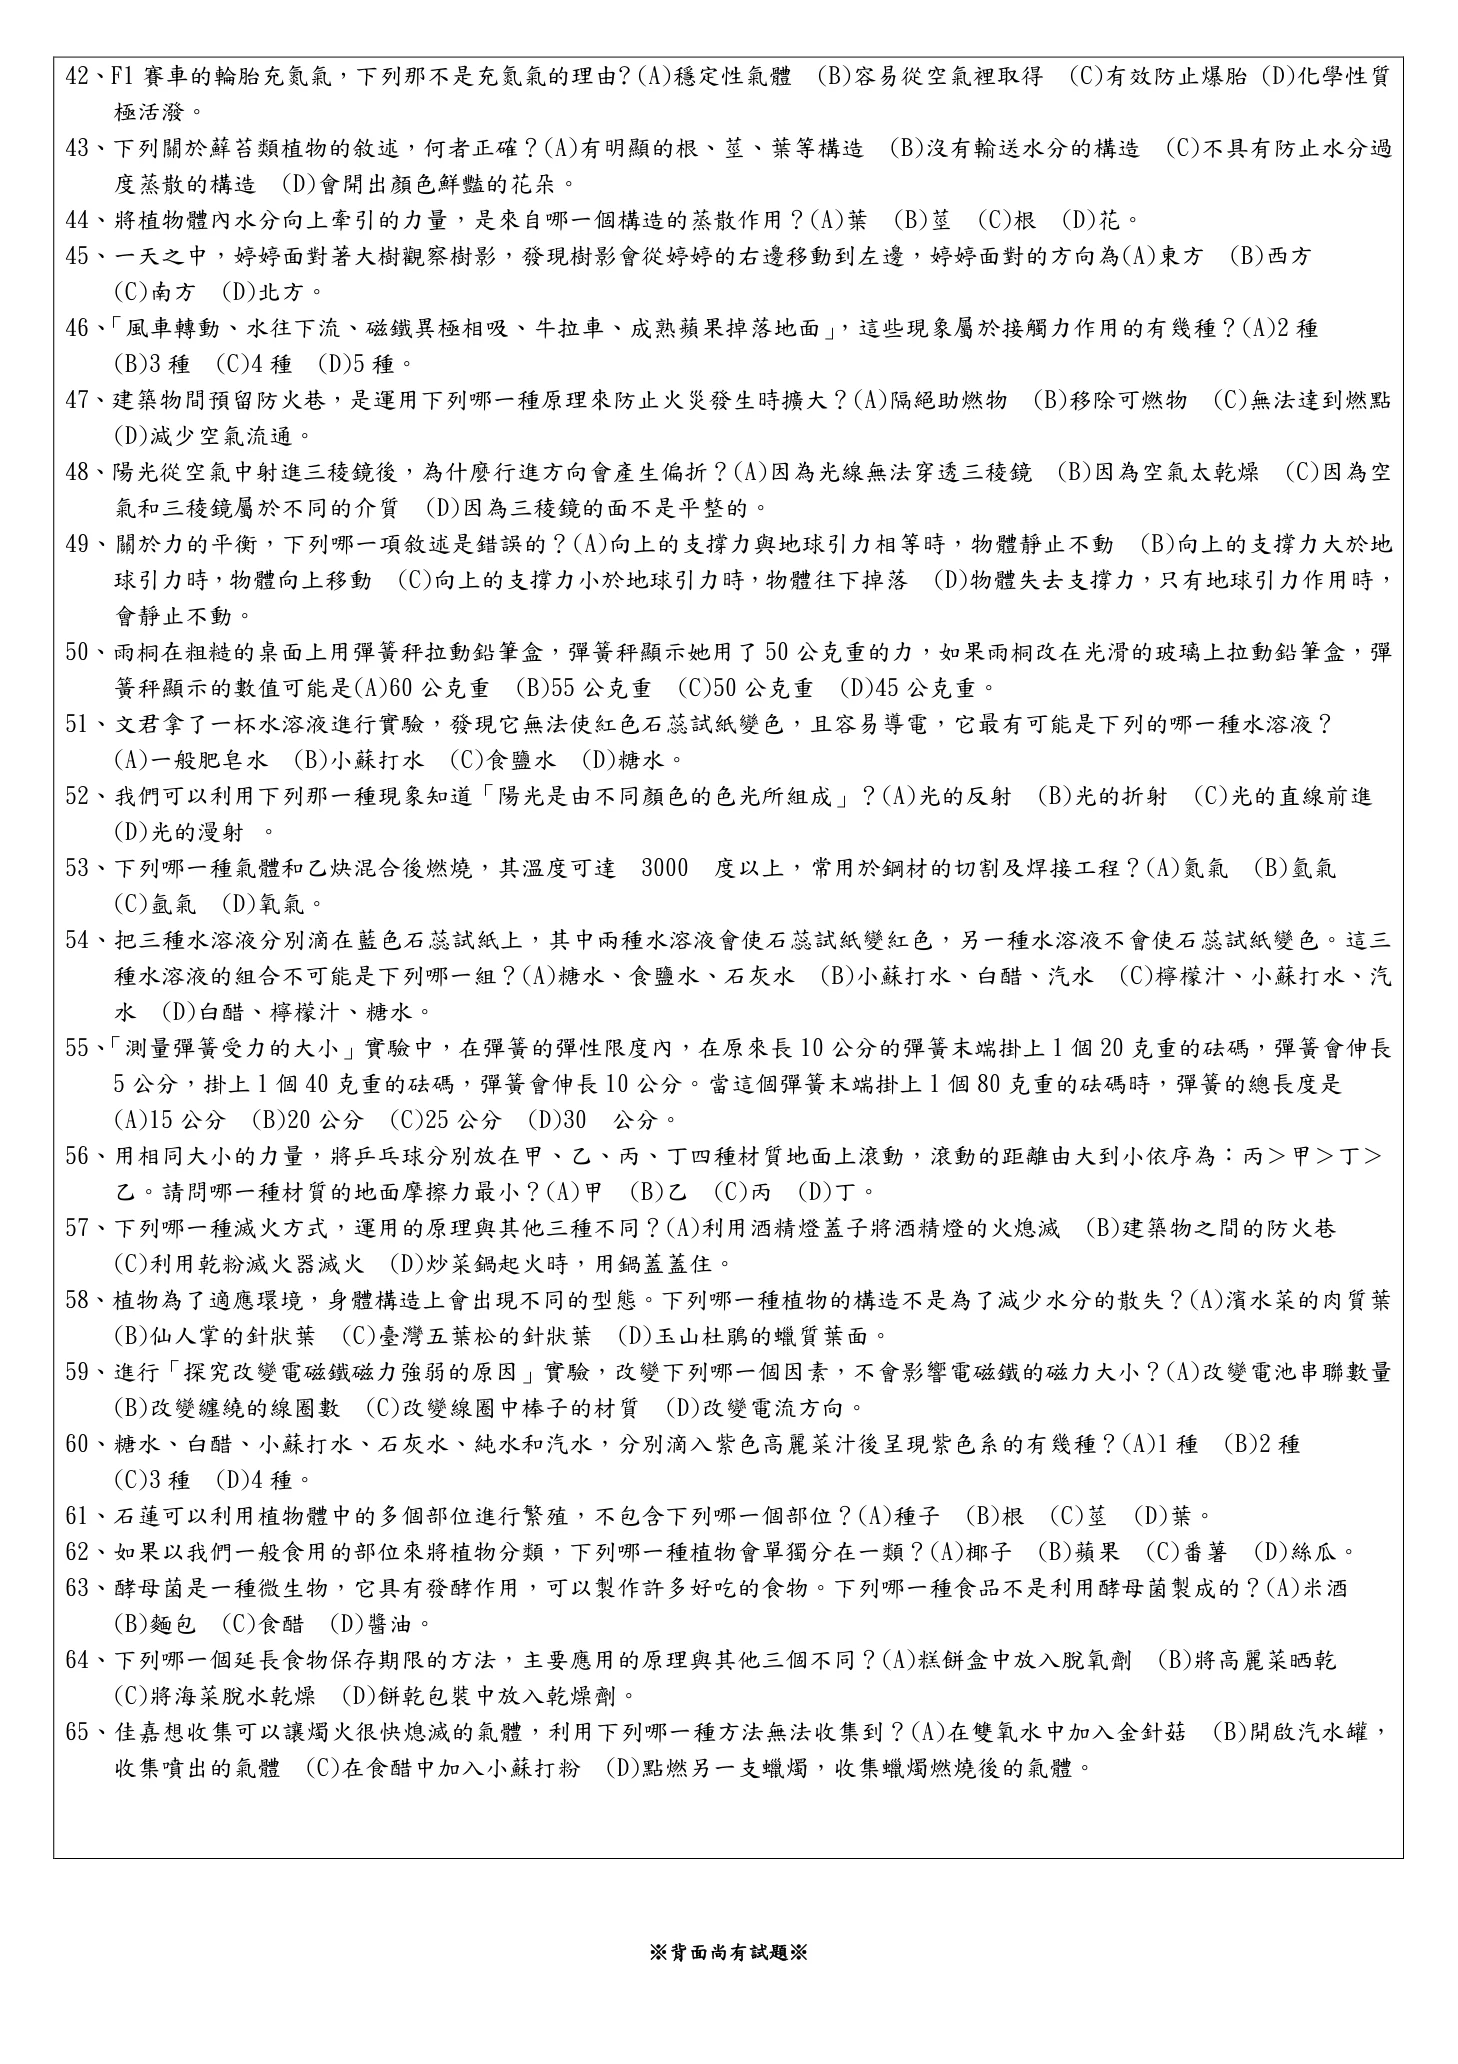 42、F1 賽車的輪胎充氮氣，下列那不是充氮氣的理由?(A)穩定性氣體　(B)容易從空氣裡取得　(C)有效防止爆胎 (D)化學性質
極活潑。
43、下列關於蘚苔類植物的敘述，何者正確？(A)有明顯的根、莖、葉等構造　(B)沒有輸送水分的構造　(C)不具有防止水分過
度蒸散的構造　(D)會開出顏色鮮豔的花朵。
44、將植物體內水分向上牽引的力量，是來自哪一個構造的蒸散作用？(A)葉　(B)莖　(C)根　(D)花。
45、一天之中，婷婷面對著大樹觀察樹影，發現樹影會從婷婷的右邊移動到左邊，婷婷面對的方向為(A)東方　(B)西方
(C)南方　(D)北方。
46、「風車轉動、水往下流、磁鐵異極相吸、牛拉車、成熟蘋果掉落地面」，這些現象屬於接觸力作用的有幾種？(A)2 種
(B)3 種　(C)4 種　(D)5 種。
47、建築物間預留防火巷，是運用下列哪一種原理來防止火災發生時擴大？(A)隔絕助燃物　(B)移除可燃物　(C)無法達到燃點
(D)減少空氣流通。
48、陽光從空氣中射進三稜鏡後，為什麼行進方向會產生偏折？(A)因為光線無法穿透三稜鏡　(B)因為空氣太乾燥　(C)因為空
氣和三稜鏡屬於不同的介質　(D)因為三稜鏡的面不是平整的。
49、關於力的平衡，下列哪一項敘述是錯誤的？(A)向上的支撐力與地球引力相等時，物體靜止不動　(B)向上的支撐力大於地
球引力時，物體向上移動　(C)向上的支撐力小於地球引力時，物體往下掉落　(D)物體失去支撐力，只有地球引力作用時，
會靜止不動。
50、雨桐在粗糙的桌面上用彈簧秤拉動鉛筆盒，彈簧秤顯示她用了 50 公克重的力，如果雨桐改在光滑的玻璃上拉動鉛筆盒，彈
簧秤顯示的數值可能是(A)60 公克重　(B)55 公克重　(C)50 公克重　(D)45 公克重。
51、文君拿了一杯水溶液進行實驗，發現它無法使紅色石蕊試紙變色，且容易導電，它最有可能是下列的哪一種水溶液？
(A)一般肥皂水　(B)小蘇打水　(C)食鹽水　(D)糖水。
52、我們可以利用下列那一種現象知道「陽光是由不同顏色的色光所組成」？(A)光的反射　(B)光的折射　(C)光的直線前進
(D)光的漫射 。
53、下列哪一種氣體和乙炔混合後燃燒，其溫度可達　3000　度以上，常用於鋼材的切割及焊接工程？(A)氮氣　(B)氫氣
(C)氬氣　(D)氧氣。
54、把三種水溶液分別滴在藍色石蕊試紙上，其中兩種水溶液會使石蕊試紙變紅色，另一種水溶液不會使石蕊試紙變色。這三
種水溶液的組合不可能是下列哪一組？(A)糖水、食鹽水、石灰水　(B)小蘇打水、白醋、汽水　(C)檸檬汁、小蘇打水、汽
水　(D)白醋、檸檬汁、糖水。
55、「測量彈簧受力的大小」實驗中，在彈簧的彈性限度內，在原來長 10 公分的彈簧末端掛上 1 個 20 克重的砝碼，彈簧會伸長
5 公分，掛上 1 個 40 克重的砝碼，彈簧會伸長 10 公分。當這個彈簧末端掛上 1 個 80 克重的砝碼時，彈簧的總長度是
(A)15 公分　(B)20 公分　(C)25 公分　(D)30　公分。
56、用相同大小的力量，將乒乓球分別放在甲、乙、丙、丁四種材質地面上滾動，滾動的距離由大到小依序為：丙＞甲＞丁＞
乙。請問哪一種材質的地面摩擦力最小？(A)甲　(B)乙　(C)丙　(D)丁。
57、下列哪一種滅火方式，運用的原理與其他三種不同？(A)利用酒精燈蓋子將酒精燈的火熄滅　(B)建築物之間的防火巷
(C)利用乾粉滅火器滅火　(D)炒菜鍋起火時，用鍋蓋蓋住。
58、植物為了適應環境，身體構造上會出現不同的型態。下列哪一種植物的構造不是為了減少水分的散失？(A)濱水菜的肉質葉
(B)仙人掌的針狀葉　(C)臺灣五葉松的針狀葉　(D)玉山杜鵑的蠟質葉面。
59、進行「探究改變電磁鐵磁力強弱的原因」實驗，改變下列哪一個因素，不會影響電磁鐵的磁力大小？(A)改變電池串聯數量
(B)改變纏繞的線圈數　(C)改變線圈中棒子的材質　(D)改變電流方向。
60、糖水、白醋、小蘇打水、石灰水、純水和汽水，分別滴入紫色高麗菜汁後呈現紫色系的有幾種？(A)1 種　(B)2 種
(C)3 種　(D)4 種。
61、石蓮可以利用植物體中的多個部位進行繁殖，不包含下列哪一個部位？(A)種子　(B)根　(C)莖　(D)葉。
62、如果以我們一般食用的部位來將植物分類，下列哪一種植物會單獨分在一類？(A)椰子　(B)蘋果　(C)番薯　(D)絲瓜。
63、酵母菌是一種微生物，它具有發酵作用，可以製作許多好吃的食物。下列哪一種食品不是利用酵母菌製成的？(A)米酒
(B)麵包　(C)食醋　(D)醬油。
64、下列哪一個延長食物保存期限的方法，主要應用的原理與其他三個不同？(A)糕餅盒中放入脫氧劑　(B)將高麗菜晒乾
(C)將海菜脫水乾燥　(D)餅乾包裝中放入乾燥劑。
65、佳嘉想收集可以讓燭火很快熄滅的氣體，利用下列哪一種方法無法收集到？(A)在雙氧水中加入金針菇　(B)開啟汽水罐，
收集噴出的氣體　(C)在食醋中加入小蘇打粉　(D)點燃另一支蠟燭，收集蠟燭燃燒後的氣體。
※背面尚有試題※